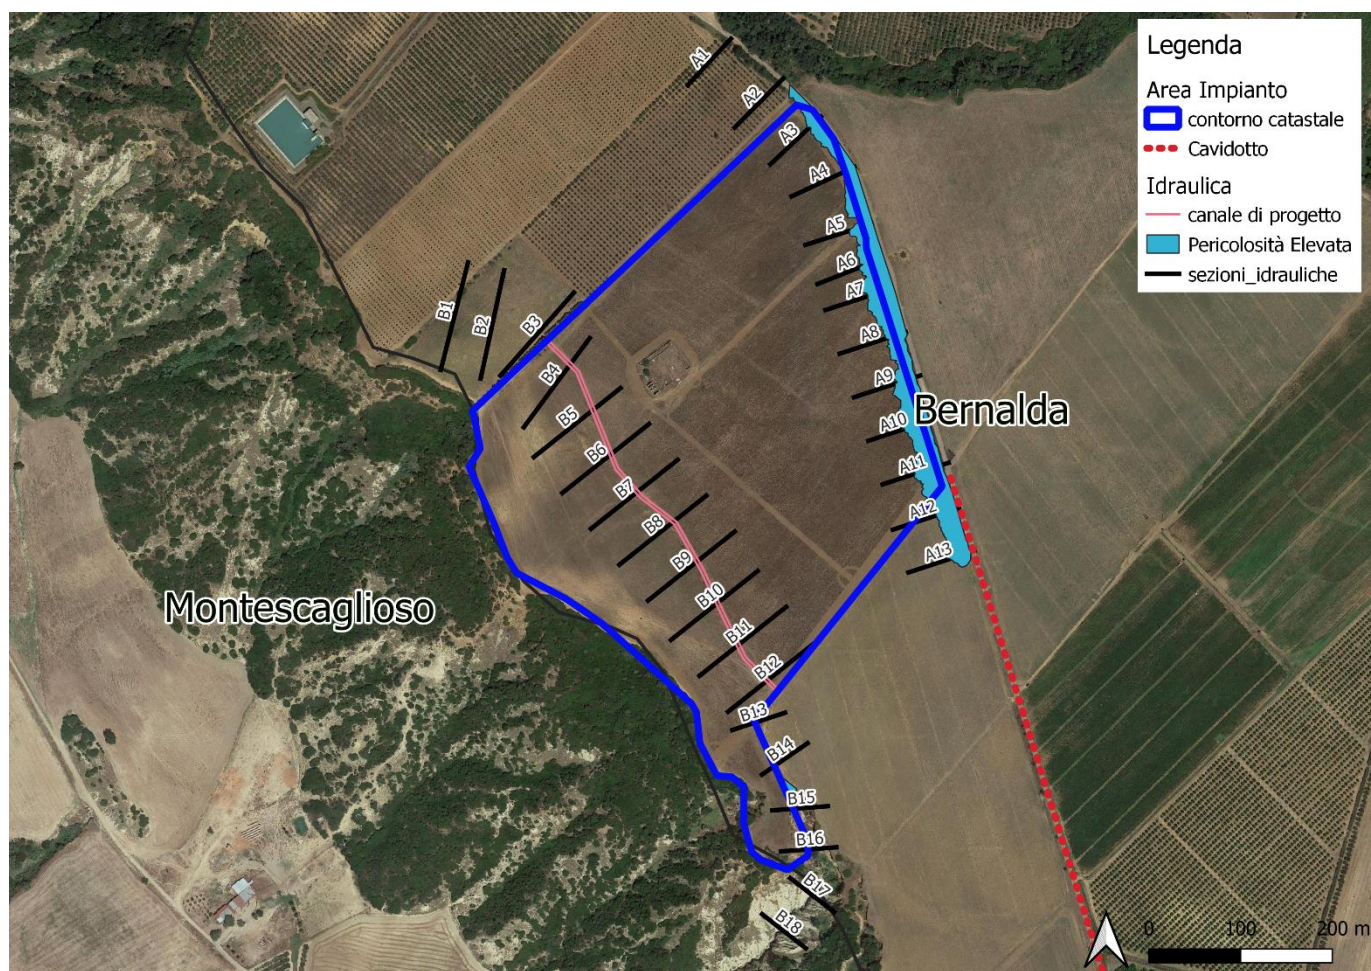 Legenda
Area Impianto
contorno catastale
Cavidotto
Idraulica
canale di progetto
Pericolosità Elevata
sezioni_idrauliche
A1
A2
A3
A4
A5
A6
A7
A8
A9
A10
A11
A12
A13
B1
B2
B3
B4
B5
B6
B7
B8
B9
B10
B11
B12
B13
B14
B15
B16
B17
B18
Bernalda
Montescaglioso
0 100 200 m